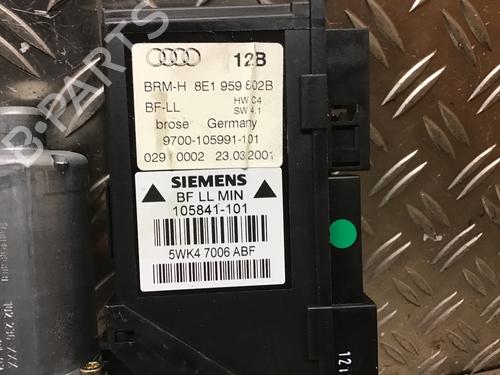 12B
BRM-H 8E1 959 802B
BF-LL HW C4
SW 4.1
brose Germany
9700-105991-101
029 0002 23.03.2001
SIEMENS
BF LL MIN
105841-101
5WK4 7006 ABF
B-PARTS